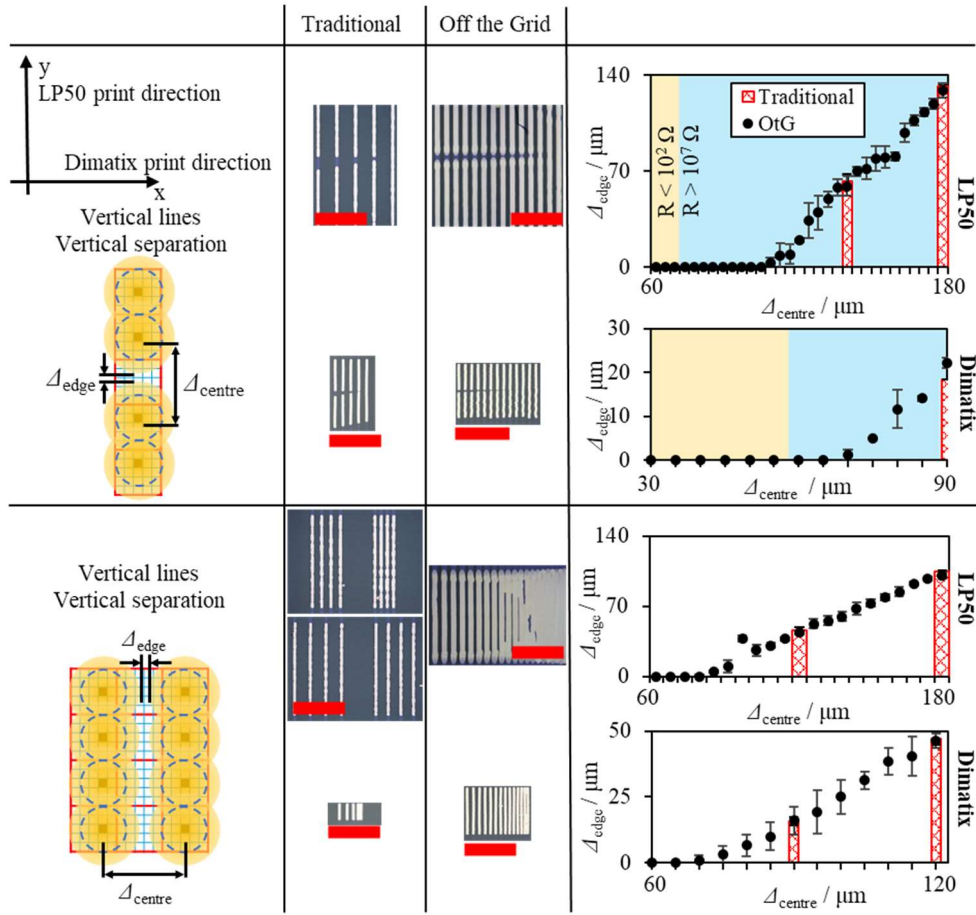 Traditional
Off the Grid
y
LP50 print direction
Dimatix print direction
x
Vertical lines
Vertical separation
Δedge
Δcentre
140
70
0
Δedge / μm
R < 10² Ω
R > 10⁷ Ω
Traditional
OtG
60
180
Δcentre / μm
LP50
30
20
10
0
Δedge / μm
30
90
Δcentre / μm
Dimatix
Vertical lines
Vertical separation
Δedge
Δcentre
140
70
0
Δedge / μm
60
180
Δcentre / μm
LP50
50
25
0
Δedge / μm
60
120
Δcentre / μm
Dimatix